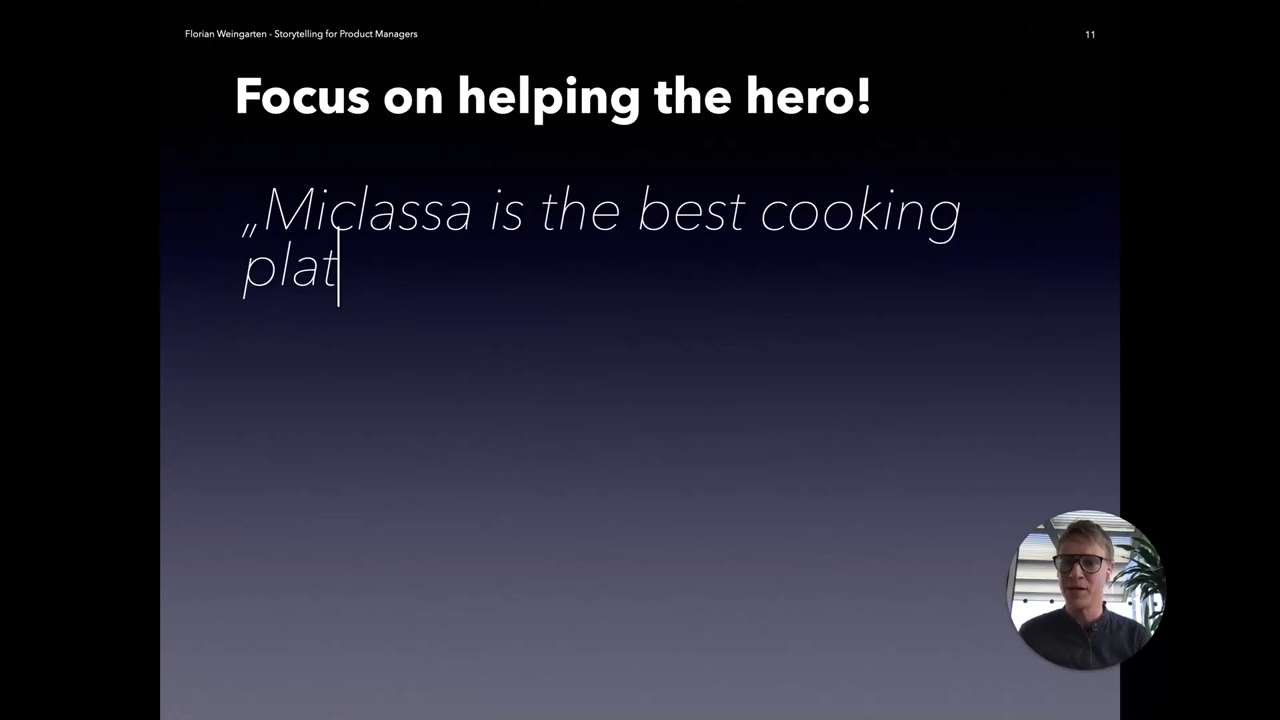 Florian Weingarten - Storytelling for Product Managers
11
Focus on helping the hero!
„Miclassa is the best cooking
plat